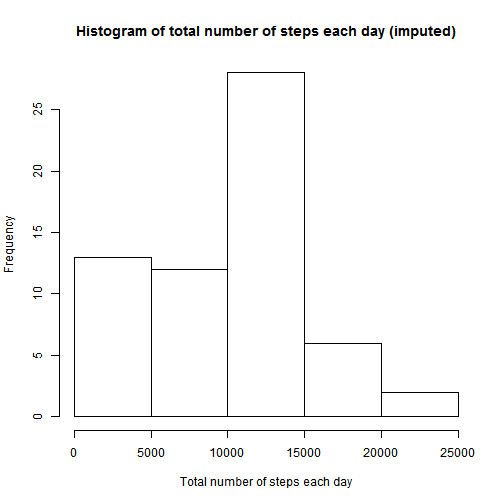 Histogram of total number of steps each day (imputed)
Frequency
25
20
15
10
5
0
0 5000 10000 15000 20000 25000
Total number of steps each day